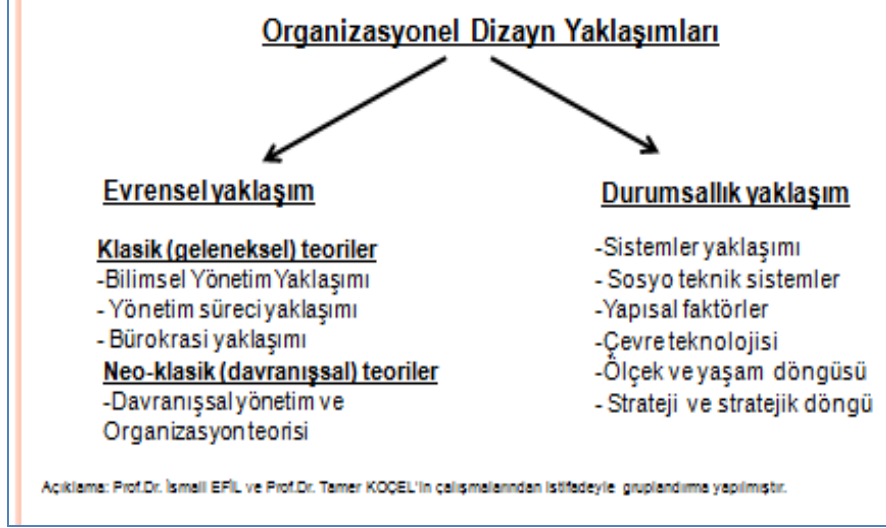 Organizasyonel Dizayn Yaklaşımları
Evrensel yaklaşım
Klasik (geleneksel) teoriler
-Bilimsel Yönetim Yaklaşımı
- Yönetim süreci yaklaşımı
- Bürokrasi yaklaşımı
Neo-klasik (davranışsal) teoriler
-Davranışsal yönetim ve
Organizasyon teorisi
Durumsallık yaklaşım
-Sistemler yaklaşımı
- Sosyo teknik sistemler
-Yapısal faktörler
-Çevre teknolojisi
-Ölçek ve yaşam döngüsü
- Strateji ve stratejik döngü
Açıklama: Prof.Dr. İsmail EFİL ve Prof.Dr. Tamer KOÇEL'in çalışmalarından istifadeyle gruplandırma yapılmıştır.